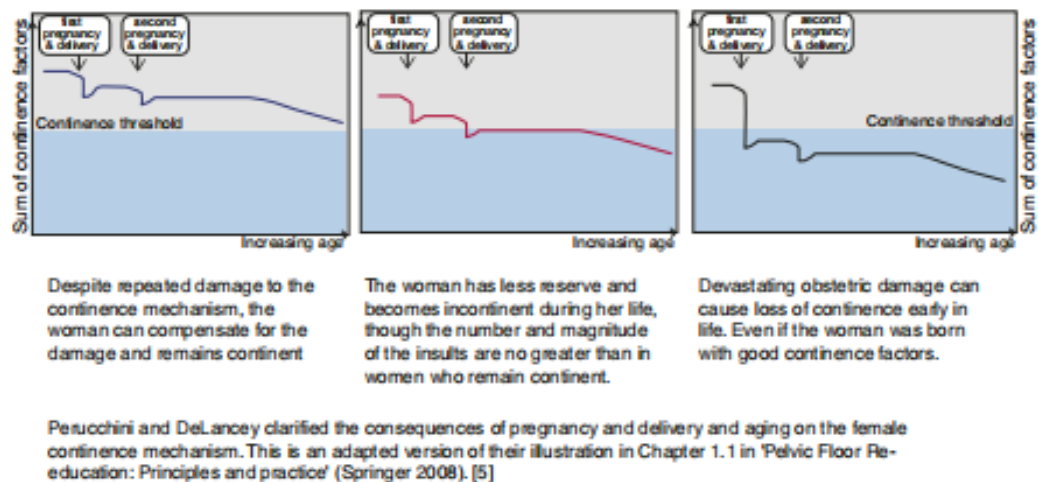 first
pregnancy
& delivery
second
pregnancy
& delivery
first
pregnancy
& delivery
second
pregnancy
& delivery
first
pregnancy
& delivery
second
pregnancy
& delivery
Sum of continence factors
Continence threshold
Continence threshold
Sum of continence factors
Increasing age
Increasing age
Increasing age
Despite repeated damage to the
continence mechanism, the
woman can compensate for the
damage and remains continent
The woman has less reserve and
becomes incontinent during her life,
though the number and magnitude
of the insults are no greater than in
women who remain continent.
Devastating obstetric damage can
cause loss of continence early in
life. Even if the woman was born
with good continence factors.
Perucchini and DeLancey clarified the consequences of pregnancy and delivery and aging on the female
continence mechanism. This is an adapted version of their illustration in Chapter 1.1 in 'Pelvic Floor Re-
education: Principles and practice' (Springer 2008). [5]